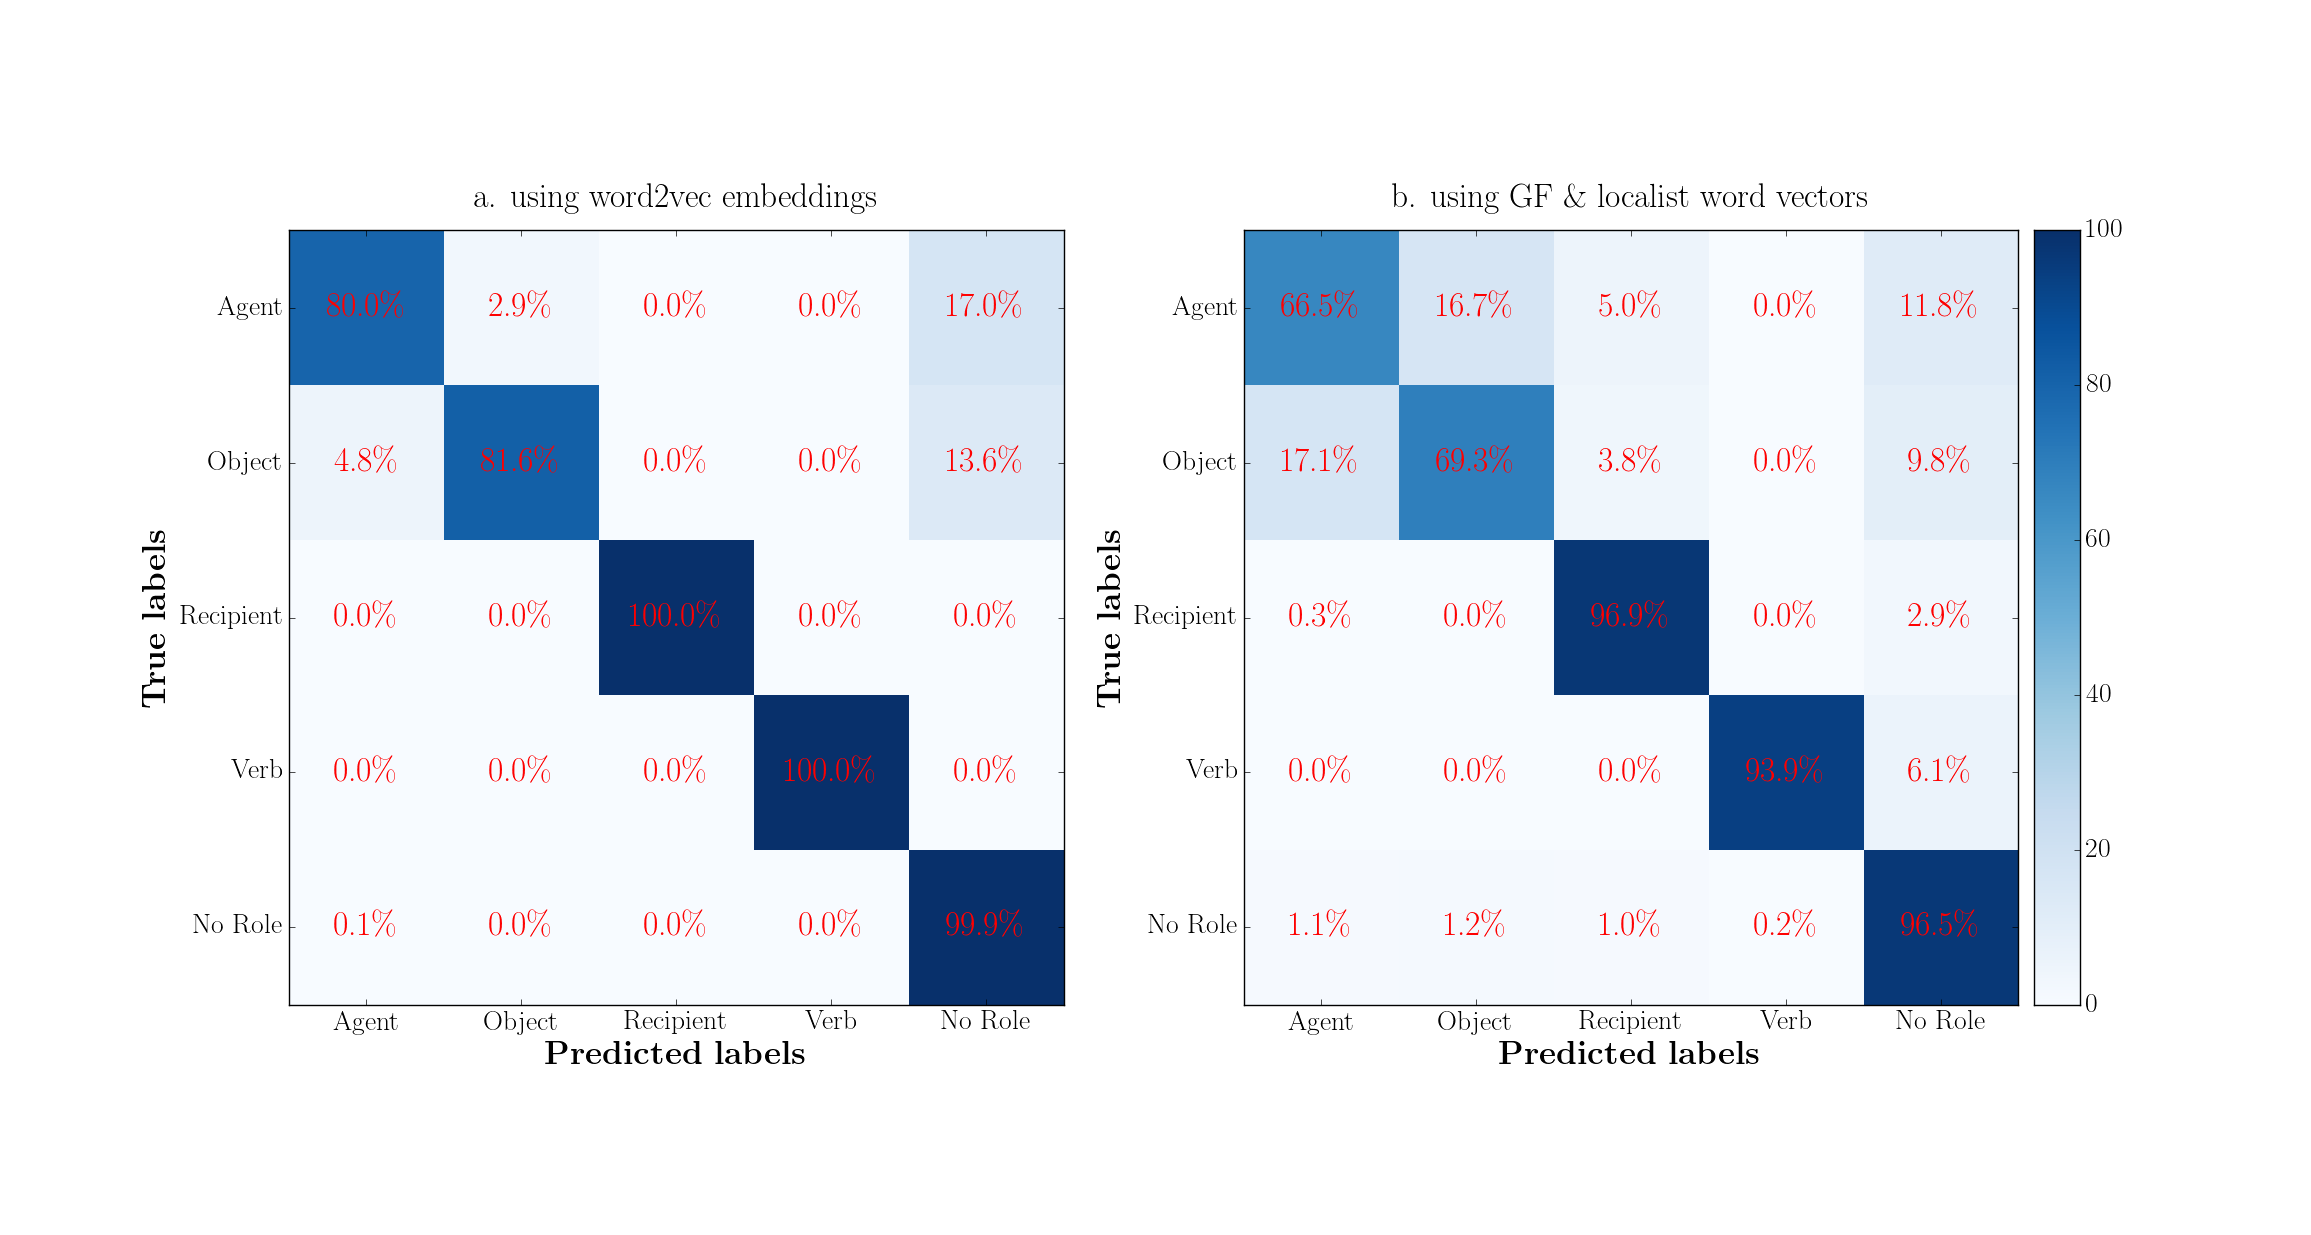 a. using word2vec embeddings
True labels
Agent 80.0% 2.9% 0.0% 0.0% 17.0%
Object 4.8% 81.6% 0.0% 0.0% 13.6%
Recipient 0.0% 0.0% 100.0% 0.0% 0.0%
Verb 0.0% 0.0% 0.0% 100.0% 0.0%
No Role 0.1% 0.0% 0.0% 0.0% 99.9%
Agent Object Recipient Verb No Role
Predicted labels
b. using GF & localist word vectors
True labels
Agent 66.5% 16.7% 5.0% 0.0% 11.8%
Object 17.1% 69.3% 3.8% 0.0% 9.8%
Recipient 0.3% 0.0% 96.9% 0.0% 2.9%
Verb 0.0% 0.0% 0.0% 93.9% 6.1%
No Role 1.1% 1.2% 1.0% 0.2% 96.5%
Agent Object Recipient Verb No Role
Predicted labels
100
80
60
40
20
0